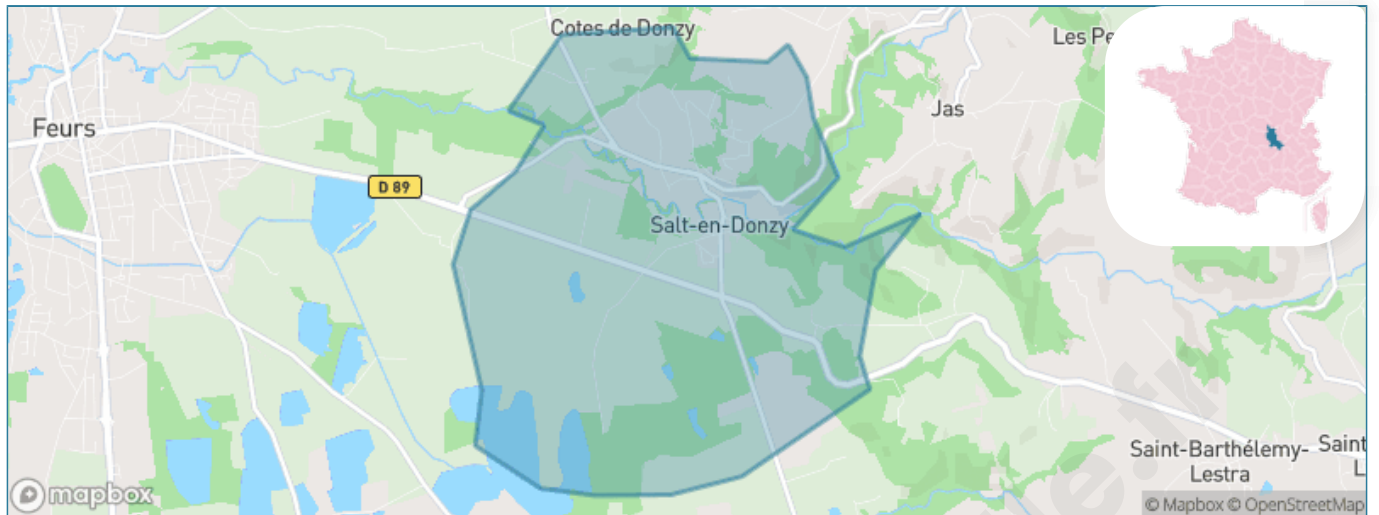 Cotes de Donzy
Les Pe
Jas
Feurs
D 89
Salt-en-Donzy
Saint-Barthélemy-
Lestra
Saint
L
mapbox
© Mapbox © OpenStreetMap